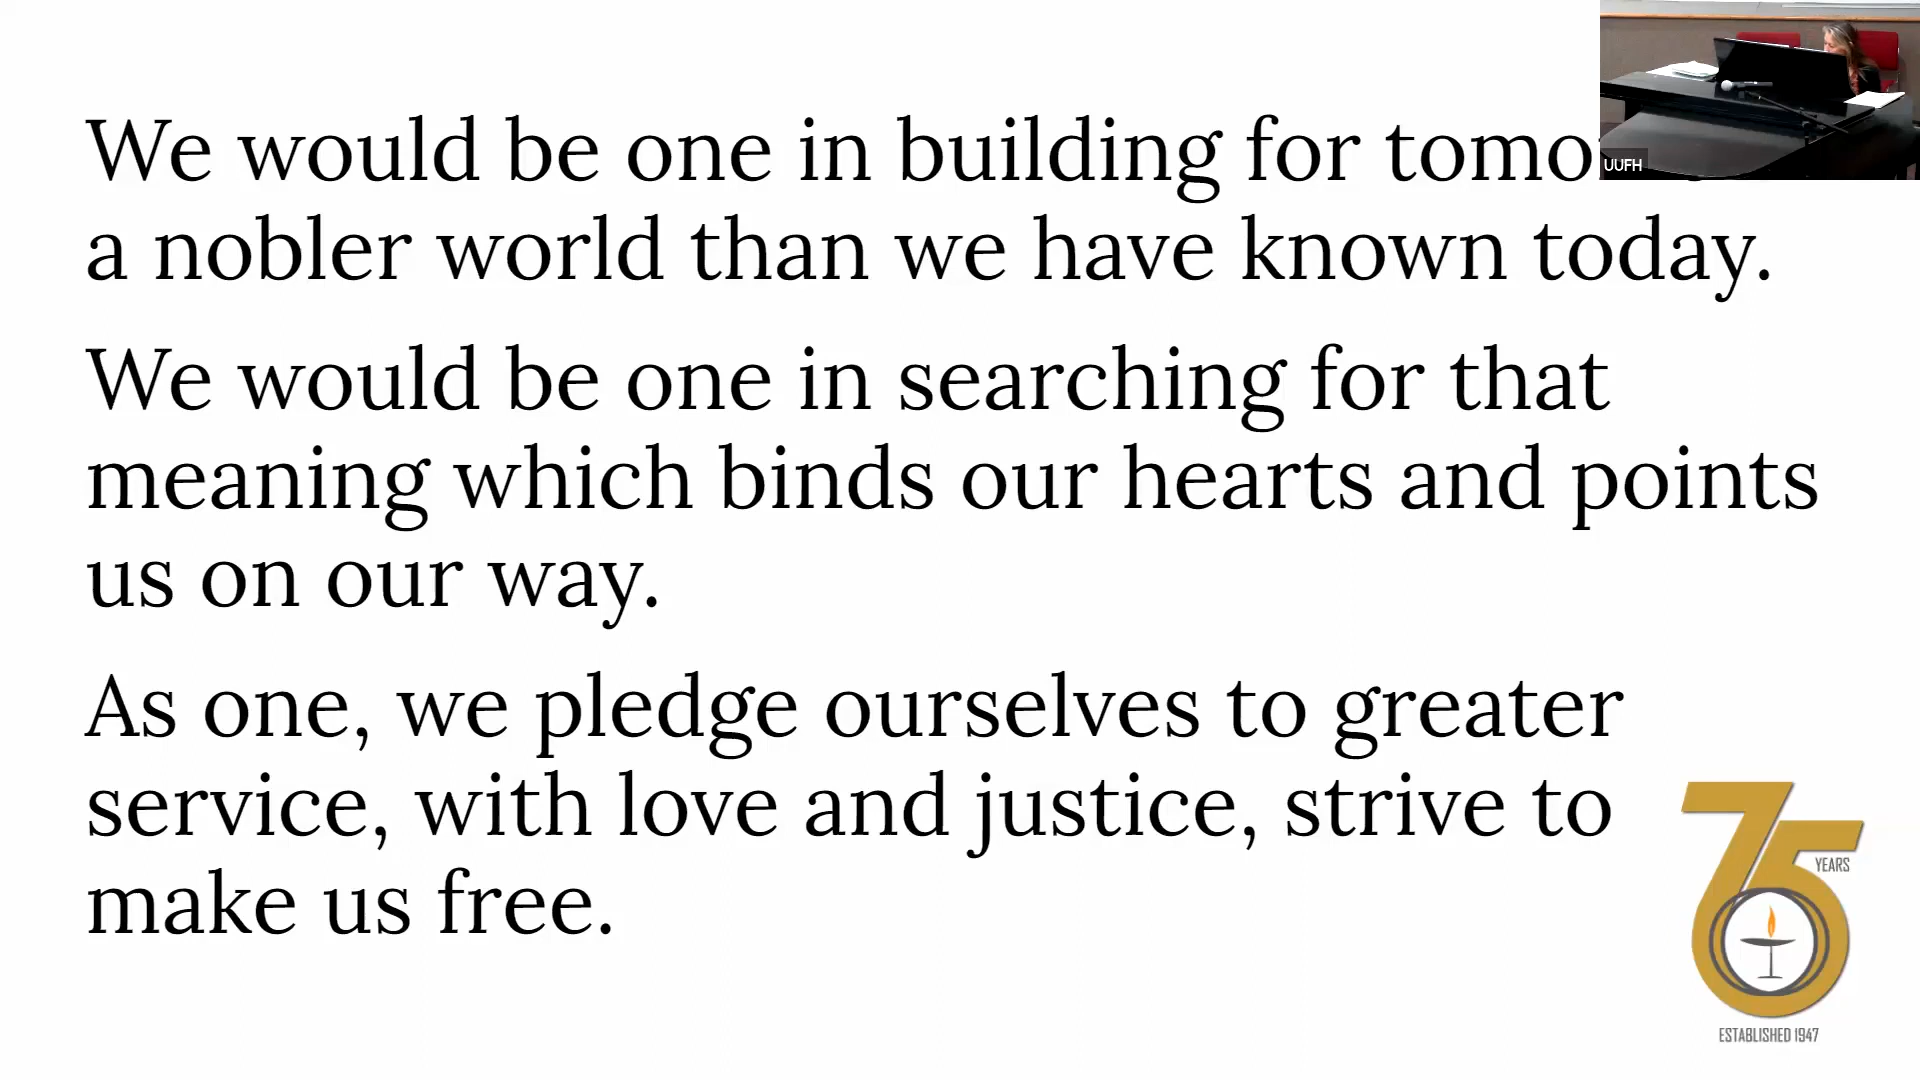 We would be one in building for tomo
a nobler world than we have known today.
We would be one in searching for that
meaning which binds our hearts and points
us on our way.
As one, we pledge ourselves to greater
service, with love and justice, strive to
make us free.
UUFH
75
YEARS
ESTABLISHED 1947